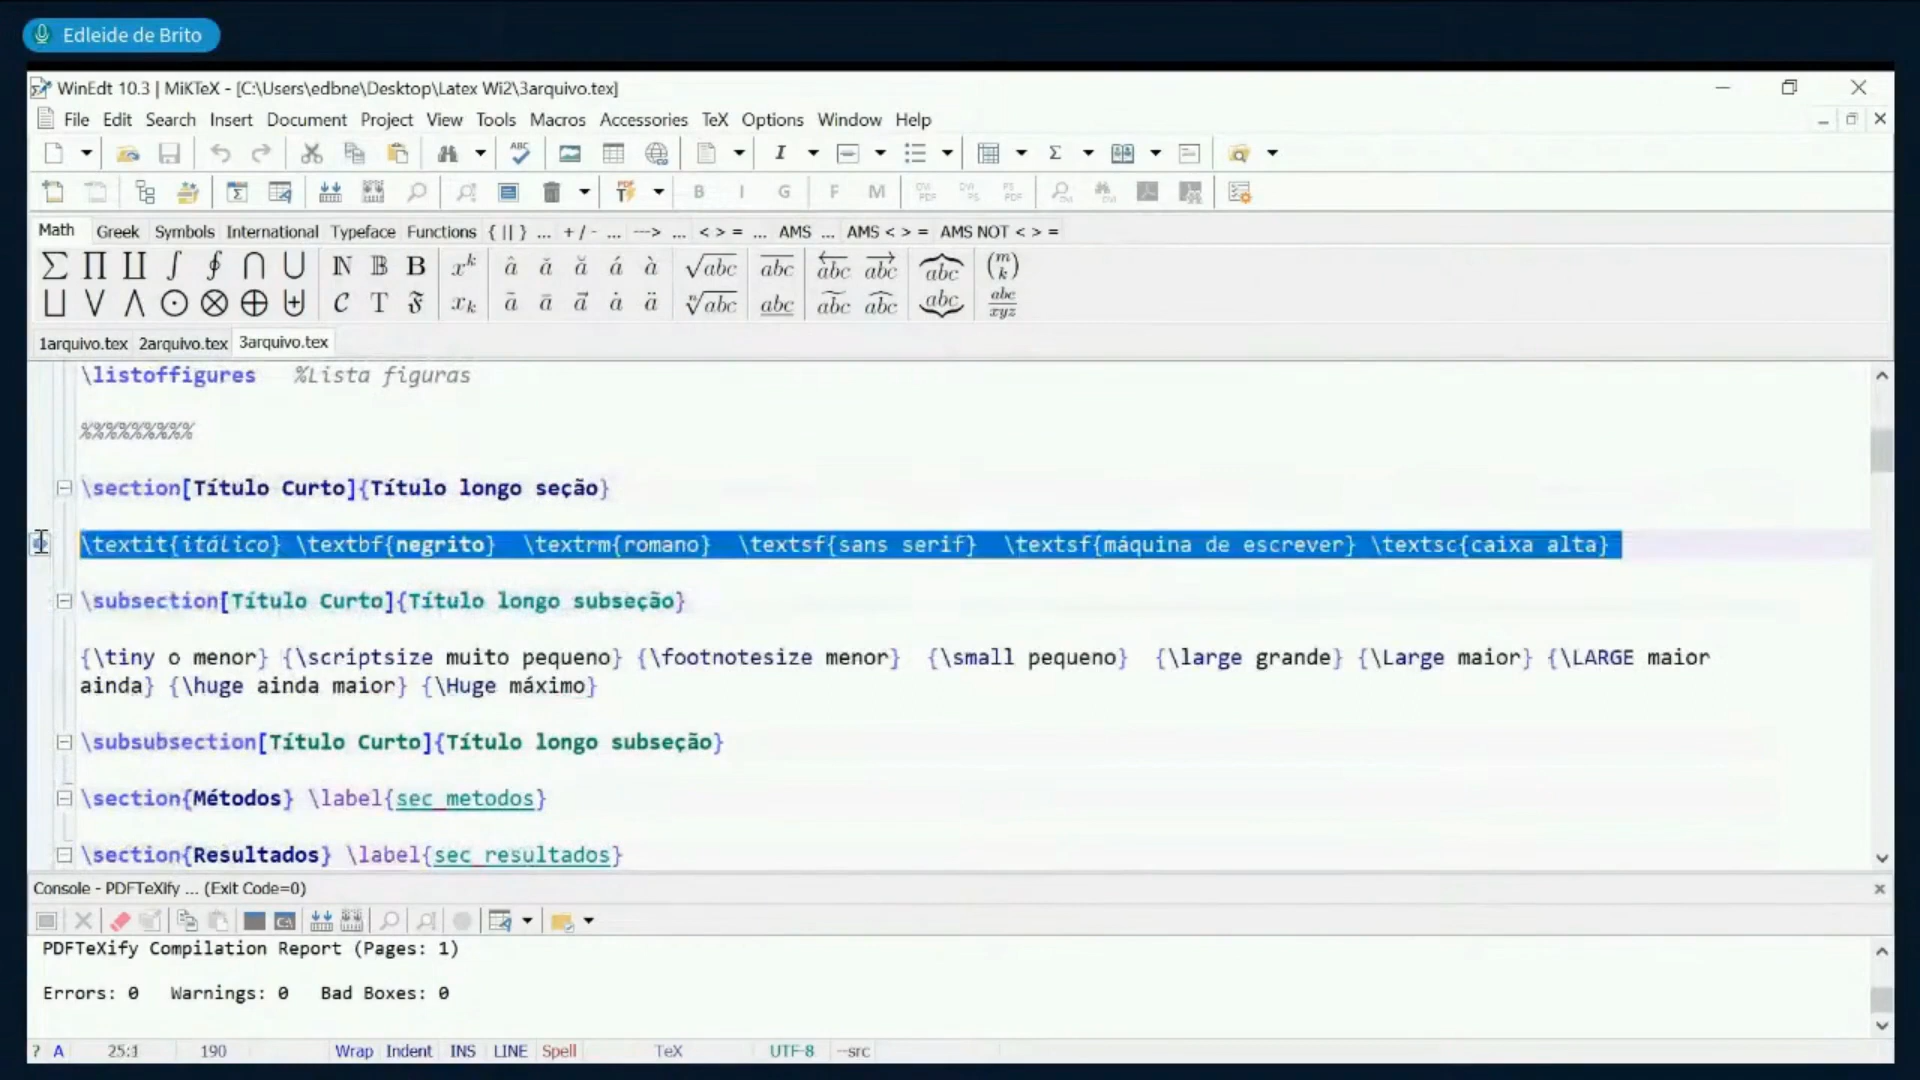 Edleide de Brito
WinEdt 10.3 | MiKTeX - [C:\Users\edbne\Desktop\Latex Wi2\3arquivo.tex]
File Edit Search Insert Document Project View Tools Macros Accessories TeX Options Window Help
B I G F M
Math Greek Symbols International Typeface Functions { || } ... + / - ... ---> ... < > = ... AMS ... AMS < > = AMS NOT < > =
1arquivo.tex 2arquivo.tex 3arquivo.tex
\listoffigures %Lista figuras
%%%%%%%%%
\section[Título Curto]{Título longo seção}
\textit{itálico} \textbf{negrito} \textrm{romano} \textsf{sans serif} \textsf{máquina de escrever} \textsc{caixa alta}
\subsection[Título Curto]{Título longo subseção}
{\tiny o menor} {\scriptsize muito pequeno} {\footnotesize menor} {\small pequeno} {\large grande} {\Large maior} {\LARGE maior
ainda} {\huge ainda maior} {\Huge máximo}
\subsubsection[Título Curto]{Título longo subseção}
\section{Métodos} \label{sec_metodos}
\section{Resultados} \label{sec_resultados}
Console - PDFTeXify ... (Exit Code=0)
PDFTeXify Compilation Report (Pages: 1)
Errors: 0 Warnings: 0 Bad Boxes: 0
? A 25:1 190 Wrap Indent INS LINE Spell TeX UTF-8 --src